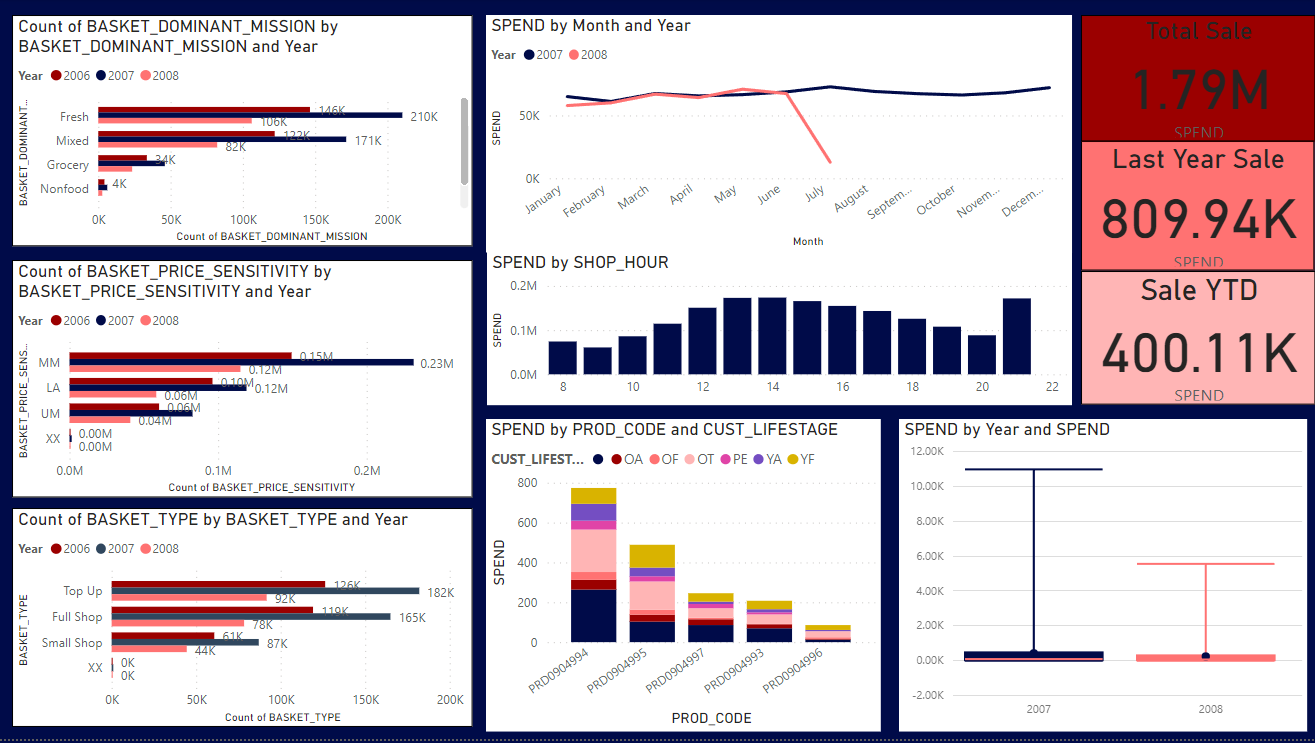 Count of BASKET_DOMINANT_MISSION by
BASKET_DOMINANT_MISSION and Year
Year 2006 2007 2008
BASKET_DOMINANT...
Fresh 146K 210K 106K
Mixed 122K 171K 82K
Grocery 34K
Nonfood 4K
0K 50K 100K 150K 200K
Count of BASKET_DOMINANT_MISSION
Count of BASKET_PRICE_SENSITIVITY by
BASKET_PRICE_SENSITIVITY and Year
Year 2006 2007 2008
BASKET_PRICE_SENS...
MM 0.15M 0.23M 0.12M
LA 0.10M 0.12M 0.06M
UM 0.06M 0.04M
XX 0.00M 0.00M
0.0M 0.1M 0.2M
Count of BASKET_PRICE_SENSITIVITY
Count of BASKET_TYPE by BASKET_TYPE and Year
Year 2006 2007 2008
BASKET_TYPE
Top Up 126K 182K 92K
Full Shop 119K 165K 78K
Small Shop 61K 87K 44K
XX 0K 0K
0K 50K 100K 150K 200K
Count of BASKET_TYPE
SPEND by Month and Year
Year 2007 2008
SPEND
50K
0K
January February March April May June July August Septem... October Novem... Decem...
Month
SPEND by SHOP_HOUR
SPEND
0.2M
0.1M
0.0M
8 10 12 14 16 18 20 22
Total Sale
1.79M
SPEND
Last Year Sale
809.94K
SPEND
Sale YTD
400.11K
SPEND
SPEND by PROD_CODE and CUST_LIFESTAGE
CUST_LIFEST... OA OF OT PE YA YF
SPEND
800
600
400
200
0
PRD0904994 PRD0904995 PRD0904997 PRD0904993 PRD0904996
PROD_CODE
SPEND by Year and SPEND
12.00K
10.00K
8.00K
6.00K
4.00K
2.00K
0.00K
-2.00K
2007 2008